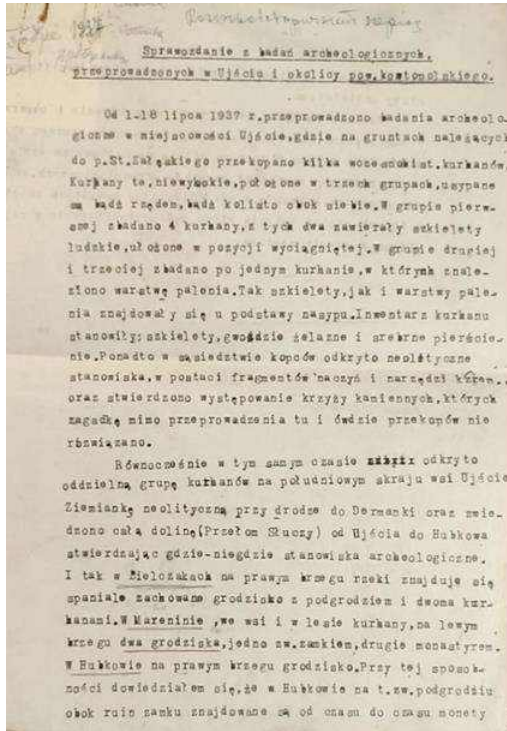 1937
Sprawozdanie z badań archeologicznych,
przeprowadzonych w Ujściu i okolicy pow.kostopolskiego.
Od 1-18 lipca 1937 r.przeprowadzono badania archeolo-
giczne w miejscowości Ujście,gdzie na gruntach należących
do p.St.Załęskiego przekopano kilka wczesnohist.kurhanów.
Kurhany te,niewysokie,położone w trzech grupach,usypane
są bądź rzędem,bądź kolisto obok siebie.W grupie pierw-
szej zbadano 4 kurhany,z tych dwa zawierały szkielety
ludzkie,ułożone w pozycji wyciągniętej.W grupie drugiej
i trzeciej zbadano po jednym kurhanie,w których znale-
ziono warstwę palenia.Tak szkielety,jak i warstwy pale-
nia znajdowały się u podstawy nasypu.Inwentarz kurhanu
stanowiły;szkielety,gwoździe żelazne i srebrne pierście-
nie.Ponadto w sąsiedztwie kopców odkryto neolityczne
stanowiska,w postaci fragmentów naczyń i narzędzi krzem.
oraz stwierdzono występowanie krzyży kamiennych,których
zagadkę mimo przeprowadzenia tu i ówdzie przekopów nie
rozwiązano.
Równocześnie w tym samym czasie odkryto
oddzielną grupę kurhanów na południowym skraju wsi Ujście
Ziemiankę neolityczną przy drodze do Dermanki oraz zwie-
dzono całą dolinę(Przełom Słuczy) od Ujścia do Hubkowa
stwierdzając gdzie-niegdzie stanowiska archeologiczne.
I tak w Bielczakach na prawym brzegu rzeki znajduje się
spaniale zachowane grodzisko z podgrodziem i dwoma kur-
hanami.W Mareninie ,we wsi i w lesie kurhany,na lewym
brzegu dwa grodziska,jedno zw.zamkiem,drugie monastyrem.
W Hubkowie na prawym brzegu grodzisko.Przy tej sposob-
ności dowiedziałem się,że w Hubkowie na t.zw.podgrodziu
obok ruin zamku znajdowane są od czasu do czasu monety